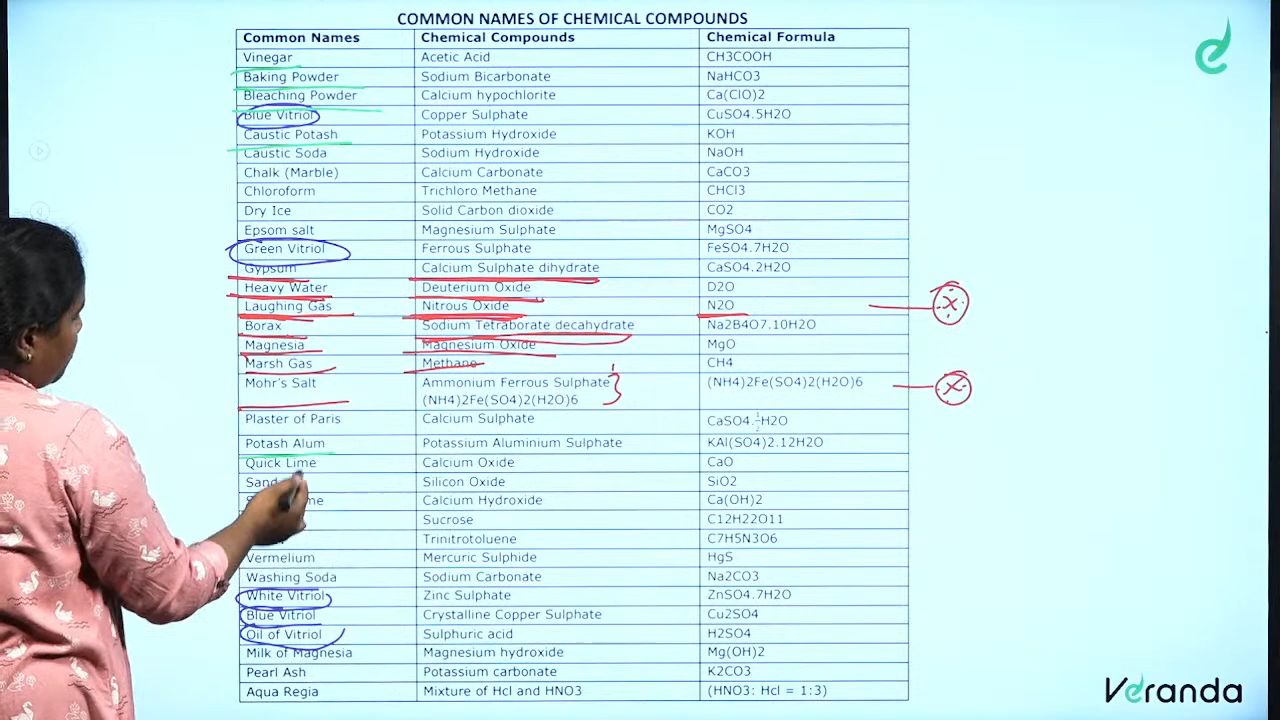 COMMON NAMES OF CHEMICAL COMPOUNDS
Common Names Chemical Compounds Chemical Formula
Vinegar Acetic Acid CH3COOH
Baking Powder Sodium Bicarbonate NaHCO3
Bleaching Powder Calcium hypochlorite Ca(ClO)2
Blue Vitriol Copper Sulphate CuSO4.5H2O
Caustic Potash Potassium Hydroxide KOH
Caustic Soda Sodium Hydroxide NaOH
Chalk (Marble) Calcium Carbonate CaCO3
Chloroform Trichloro Methane CHCl3
Dry Ice Solid Carbon dioxide CO2
Epsom salt Magnesium Sulphate MgSO4
Green Vitriol Ferrous Sulphate FeSO4.7H2O
Gypsum Calcium Sulphate dihydrate CaSO4.2H2O
Heavy Water Deuterium Oxide D2O
Laughing Gas Nitrous Oxide N2O X
Borax Sodium Tetraborate decahydrate Na2B4O7.10H2O
Magnesia Magnesium Oxide MgO
Marsh Gas Methane CH4
Mohr's Salt Ammonium Ferrous Sulphate (NH4)2Fe(SO4)2(H2O)6 X
(NH4)2Fe(SO4)2(H2O)6
Plaster of Paris Calcium Sulphate CaSO4.½H2O
Potash Alum Potassium Aluminium Sulphate KAl(SO4)2.12H2O
Quick Lime Calcium Oxide CaO
Sand Silicon Oxide SiO2
Calcium Hydroxide Ca(OH)2
Sucrose C12H22O11
Trinitrotoluene C7H5N3O6
Vermelium Mercuric Sulphide HgS
Washing Soda Sodium Carbonate Na2CO3
White Vitriol Zinc Sulphate ZnSO4.7H2O
Blue Vitriol Crystalline Copper Sulphate Cu2SO4
Oil of Vitriol Sulphuric acid H2SO4
Milk of Magnesia Magnesium hydroxide Mg(OH)2
Pearl Ash Potassium carbonate K2CO3
Aqua Regia Mixture of Hcl and HNO3 (HNO3: Hcl = 1:3)
Veranda